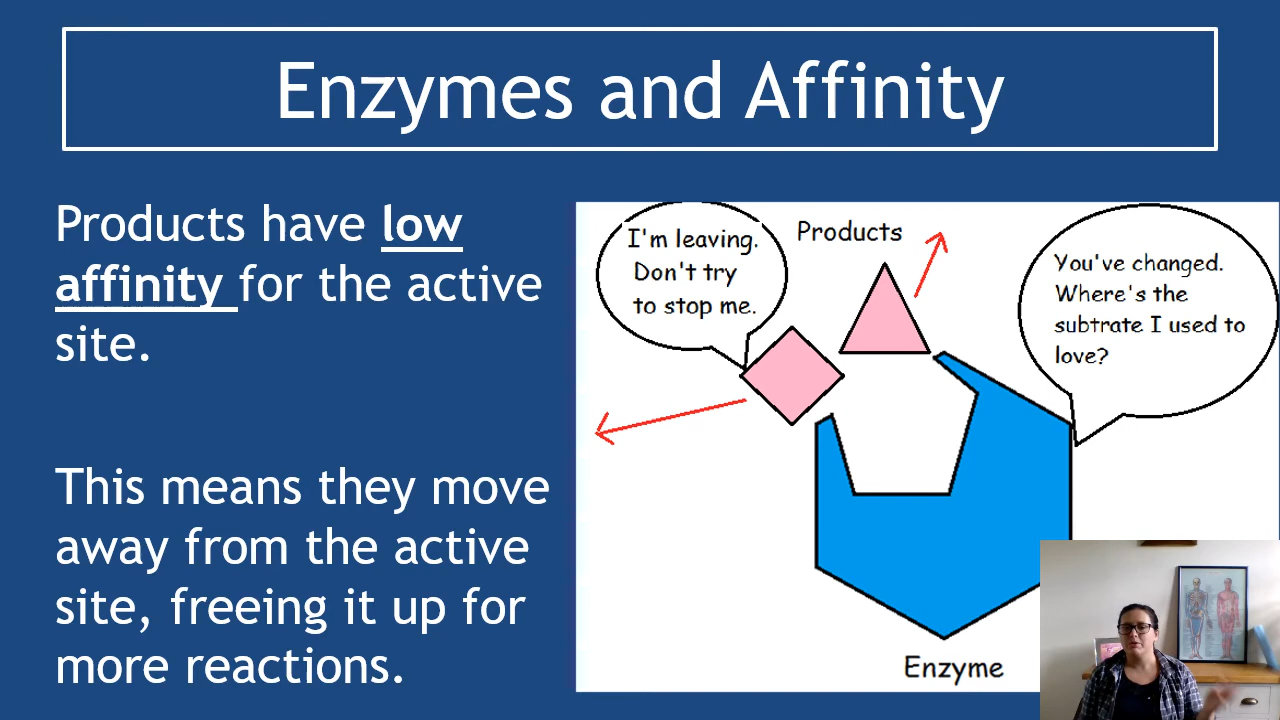 Enzymes and Affinity
Products have low
affinity for the active
site.
This means they move
away from the active
site, freeing it up for
more reactions.
I'm leaving.
Don't try
to stop me.
Products
You've changed.
Where's the
subtrate I used to
love?
Enzyme